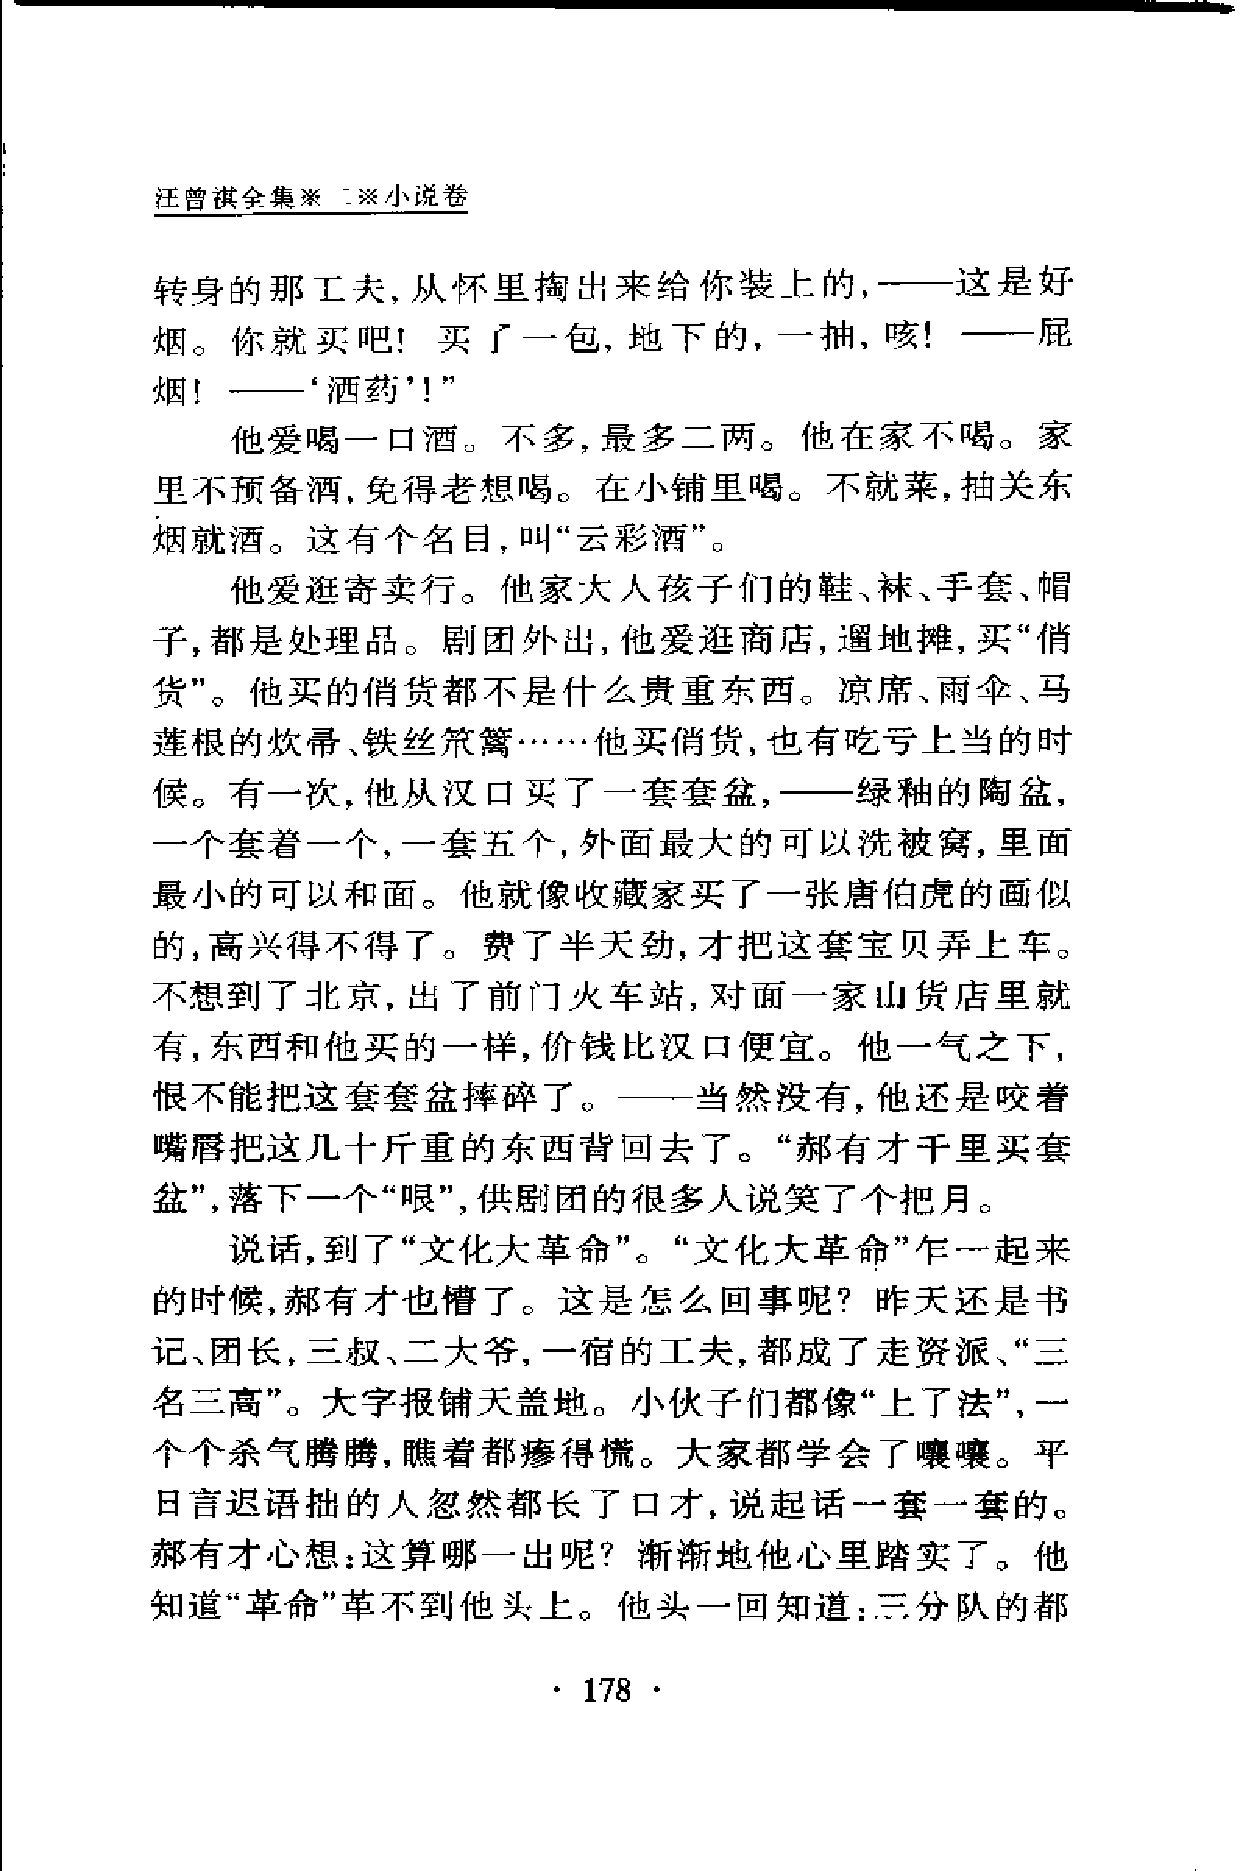 汪曾祺全集※二※小说卷
转身的那工夫,从怀里掏出来给你装上的,——这是好
烟。你就买吧! 买了一包,地下的,一抽,咳! ——屁
烟! ——‘洒药’!”
他爱喝一口酒。不多,最多二两。他在家不喝。家
里不预备酒,免得老想喝。在小铺里喝。不就菜,抽关东
烟就酒。这有个名目,叫“云彩酒”。
他爱逛寄卖行。他家大人孩子们的鞋、袜、手套、帽
子,都是处理品。剧团外出,他爱逛商店,遛地摊,买“俏
货”。他买的俏货都不是什么贵重东西。凉席、雨伞、马
莲根的炊帚、铁丝笊篱……他买俏货,也有吃亏上当的时
候。有一次,他从汉口买了一套套盆,——绿釉的陶盆,
一个套着一个,一套五个,外面最大的可以洗被窝,里面
最小的可以和面。他就像收藏家买了一张唐伯虎的画似
的,高兴得不得了。费了半天劲,才把这套宝贝弄上车。
不想到了北京,出了前门火车站,对面一家山货店里就
有,东西和他买的一样,价钱比汉口便宜。他一气之下,
恨不能把这套套盆摔碎了。——当然没有,他还是咬着
嘴唇把这几十斤重的东西背回去了。“郝有才千里买套
盆”,落下一个“哏”,供剧团的很多人说笑了个把月。
说话,到了“文化大革命”。“文化大革命”乍一起来
的时候,郝有才也懵了。这是怎么回事呢? 昨天还是书
记、团长,三叔、二大爷,一宿的工夫,都成了走资派、“三
名三高”。大字报铺天盖地。小伙子们都像“上了法”,一
个个杀气腾腾,瞧着都瘆得慌。大家都学会了嚷嚷。平
日言迟语拙的人忽然都长了口才,说起话一套一套的。
郝有才心想:这算哪一出呢? 渐渐地他心里踏实了。他
知道“革命”革不到他头上。他头一回知道:三分队的都
· 178 ·